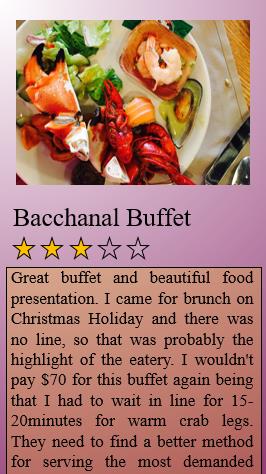 Bacchanal Buffet
Great buffet and beautiful food
presentation. I came for brunch on
Christmas Holiday and there was
no line, so that was probably the
highlight of the eatery. I wouldn't
pay $70 for this buffet again being
that I had to wait in line for 15-
20minutes for warm crab legs.
They need to find a better method
for serving the most demanded